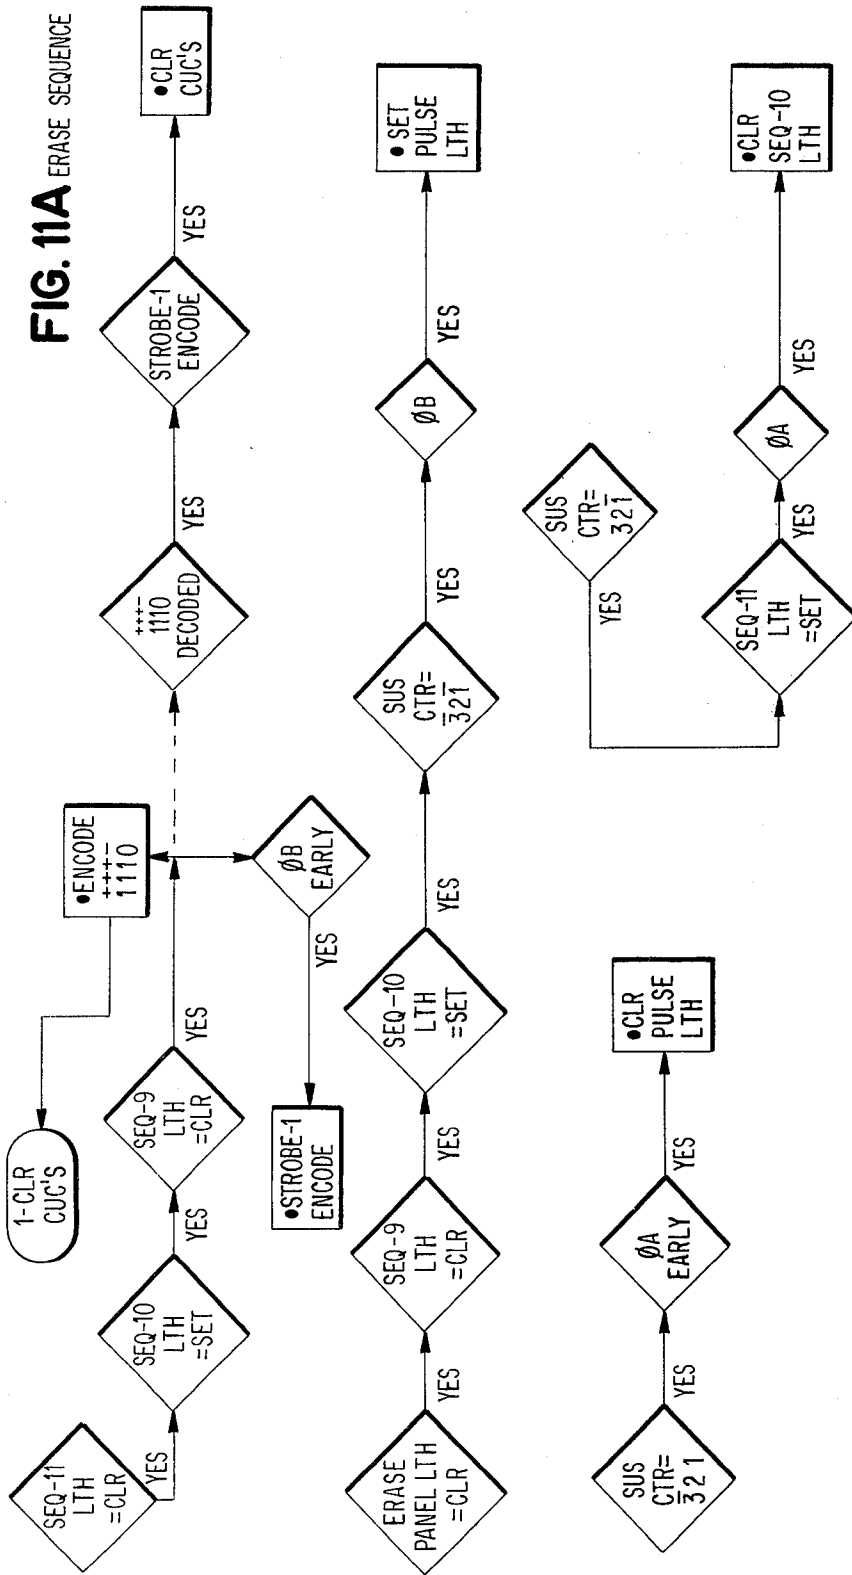 FIG. 11A ERASE SEQUENCE
SEQ-11
LTH
=CLR
YES
SEQ-10
LTH
=SET
YES
SEQ-9
LTH
=CLR
YES
1-CLR
CUC'S
•ENCODE
+++-
1110
ØB
EARLY
YES
•STROBE-1
ENCODE
+++-
1110
DECODED
YES
STROBE-1
ENCODE
YES
•CLR
CUC'S
ERASE
PANEL LTH
=CLR
YES
SEQ-9
LTH
=CLR
YES
SEQ-10
LTH
=SET
YES
SUS
CTR=
3̅21̅
YES
ØB
YES
•SET
PULSE
LTH
SUS
CTR=
3̅21
YES
ØA
EARLY
YES
•CLR
PULSE
LTH
SUS
CTR=
32̅1
YES
SEQ-11
LTH
=SET
YES
ØA
YES
•CLR
SEQ-10
LTH